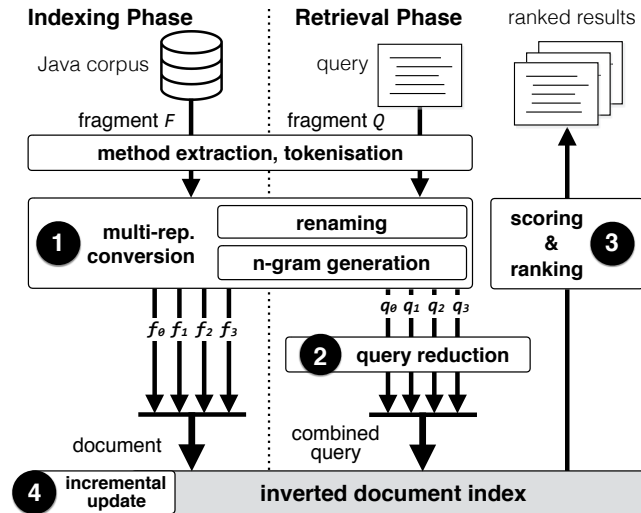 Indexing Phase
Retrieval Phase
ranked results
Java corpus
query
fragment F
fragment Q
method extraction, tokenisation
1
multi-rep.
conversion
renaming
n-gram generation
scoring
&
ranking
3
f0 f1 f2 f3
q0 q1 q2 q3
2
query reduction
document
combined
query
4
incremental
update
inverted document index